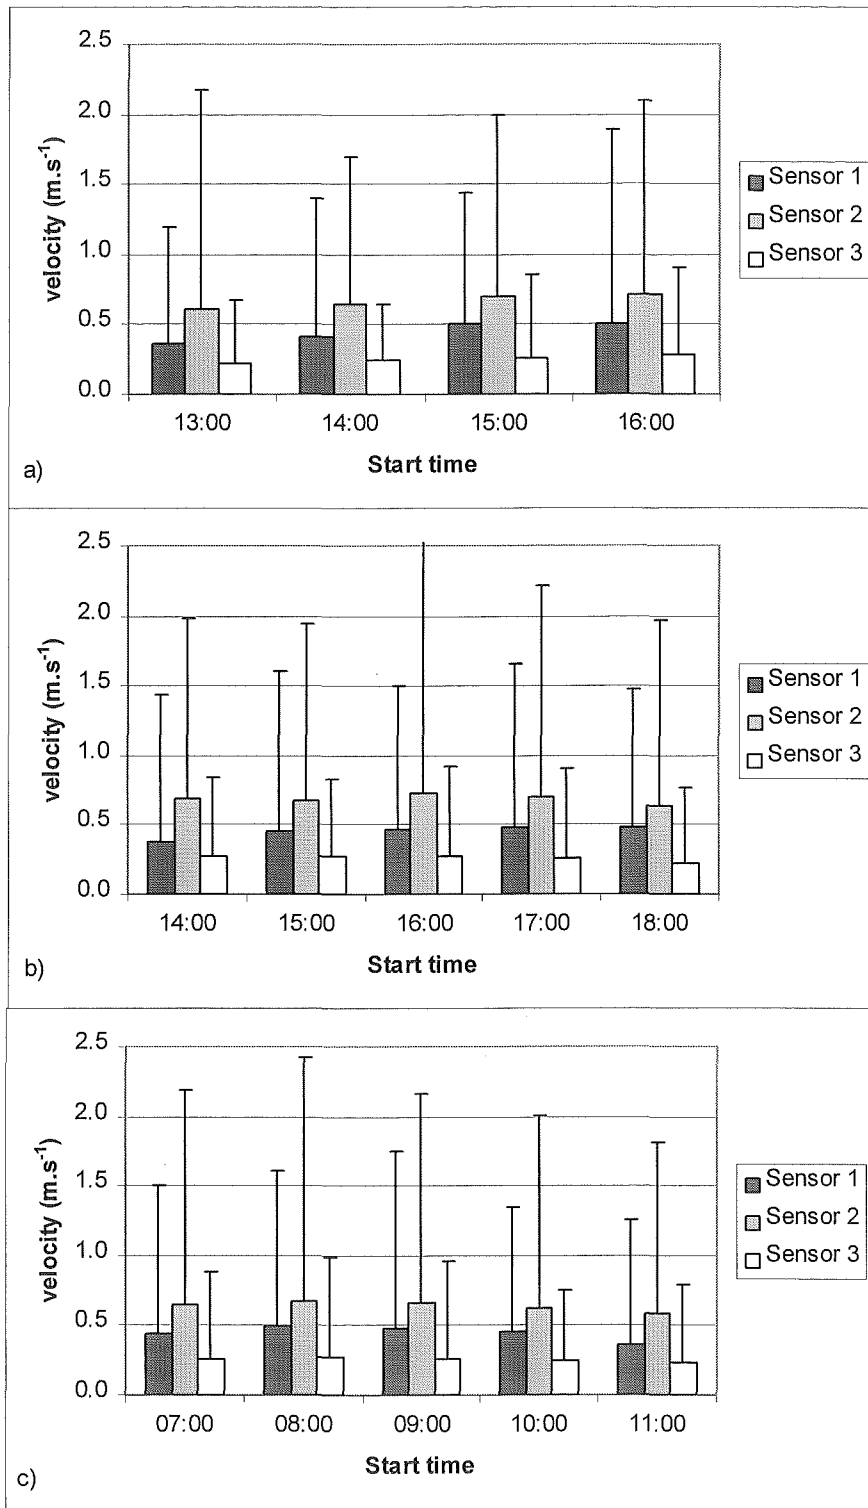 2.5
2.0
1.5
1.0
0.5
0.0
velocity (m.s⁻¹)
13:00 14:00 15:00 16:00
Start time
Sensor 1
Sensor 2
Sensor 3
a)
2.5
2.0
1.5
1.0
0.5
0.0
velocity (m.s⁻¹)
14:00 15:00 16:00 17:00 18:00
Start time
Sensor 1
Sensor 2
Sensor 3
b)
2.5
2.0
1.5
1.0
0.5
0.0
velocity (m.s⁻¹)
07:00 08:00 09:00 10:00 11:00
Start time
Sensor 1
Sensor 2
Sensor 3
c)